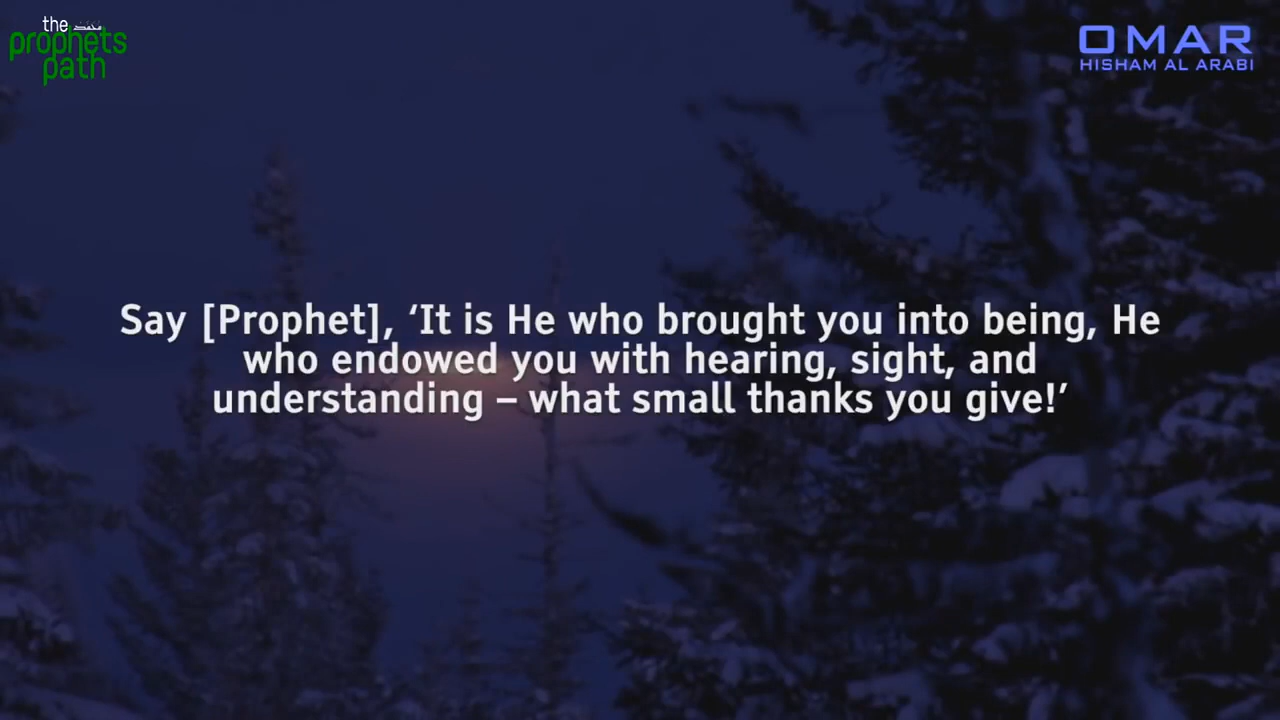 the
prophets
path
OMAR
HISHAM AL ARABI
Say [Prophet], ‘It is He who brought you into being, He
who endowed you with hearing, sight, and
understanding – what small thanks you give!’